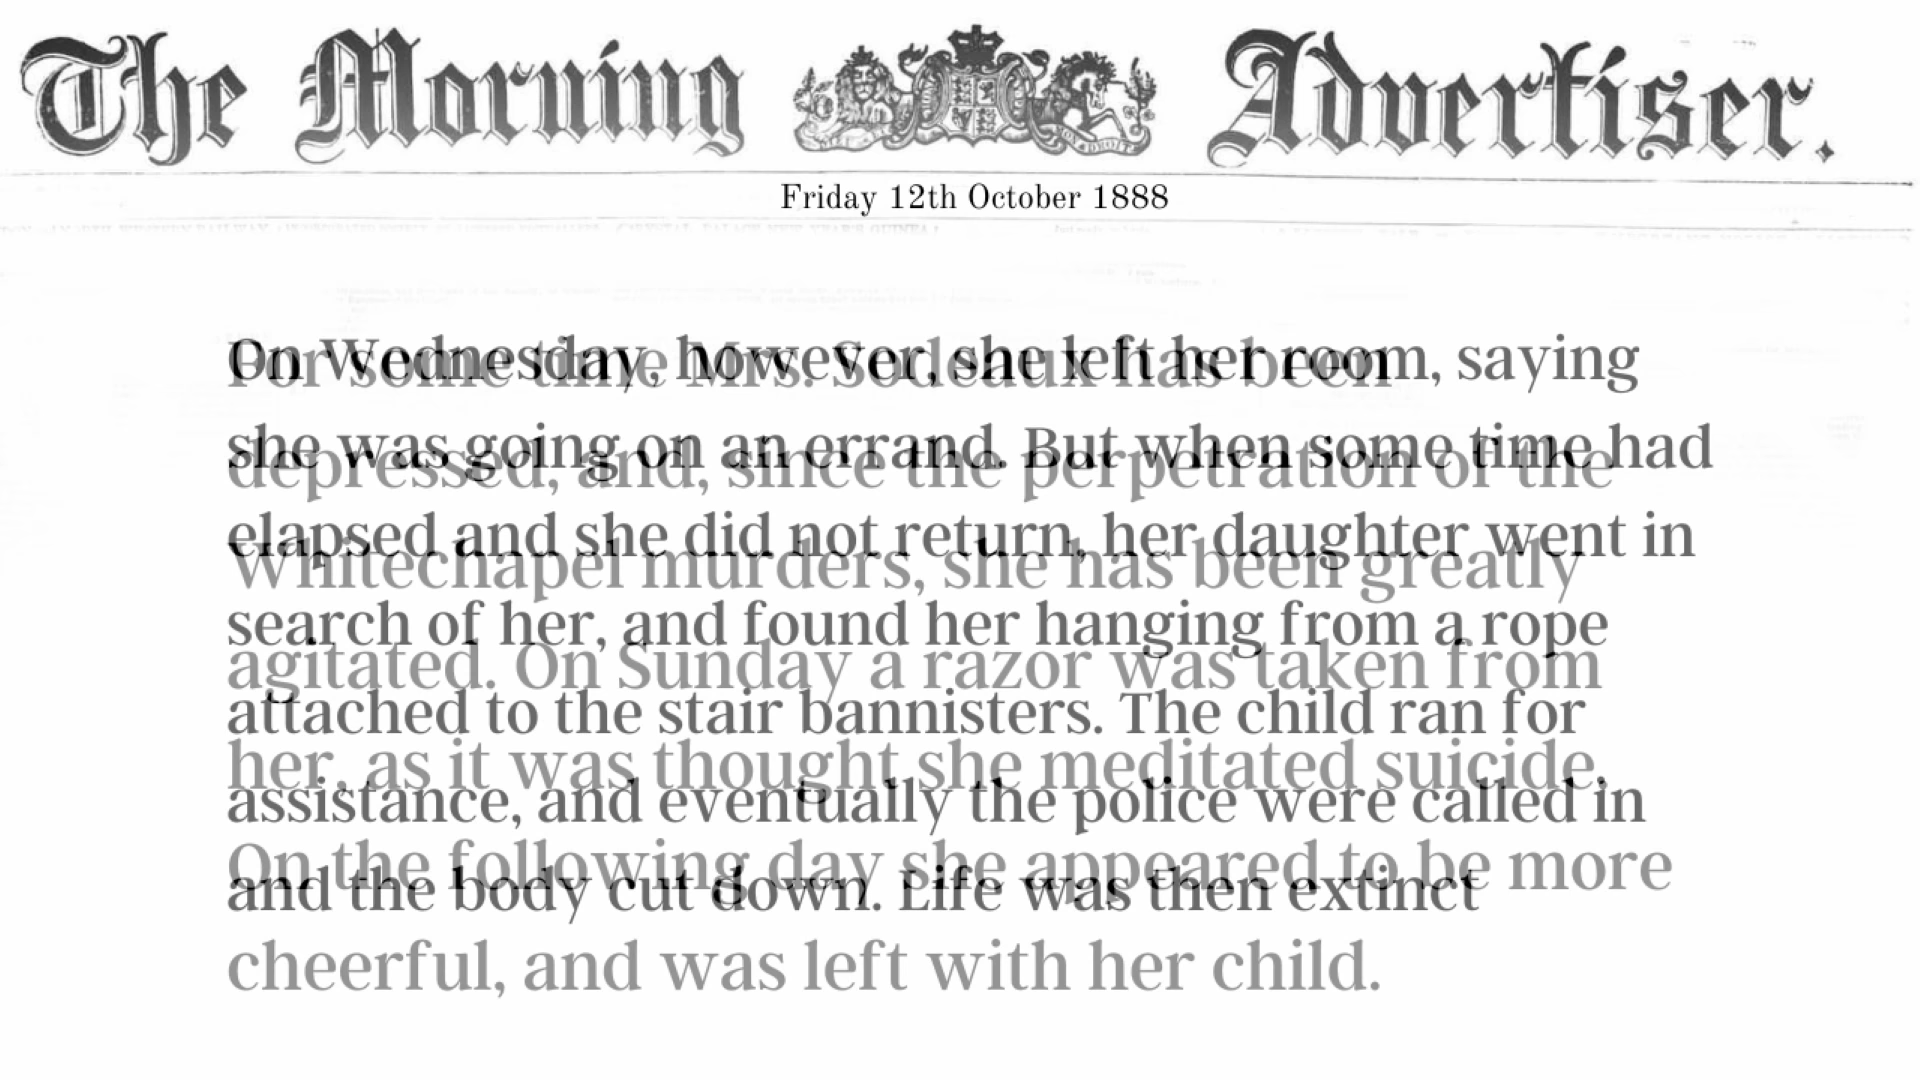 The Morning Advertiser.
Friday 12th October 1888
For some time Mrs. Sodeaux has been
depressed, and, since the perpetration of the
Whitechapel murders, she has been greatly
agitated. On Sunday a razor was taken from
her, as it was thought she meditated suicide.
On the following day she appeared to be more
cheerful, and was left with her child.
On Wednesday, however, she left her room, saying
she was going on an errand. But when some time had
elapsed and she did not return, her daughter went in
search of her, and found her hanging from a rope
attached to the stair bannisters. The child ran for
assistance, and eventually the police were called in
and the body cut down. Life was then extinct